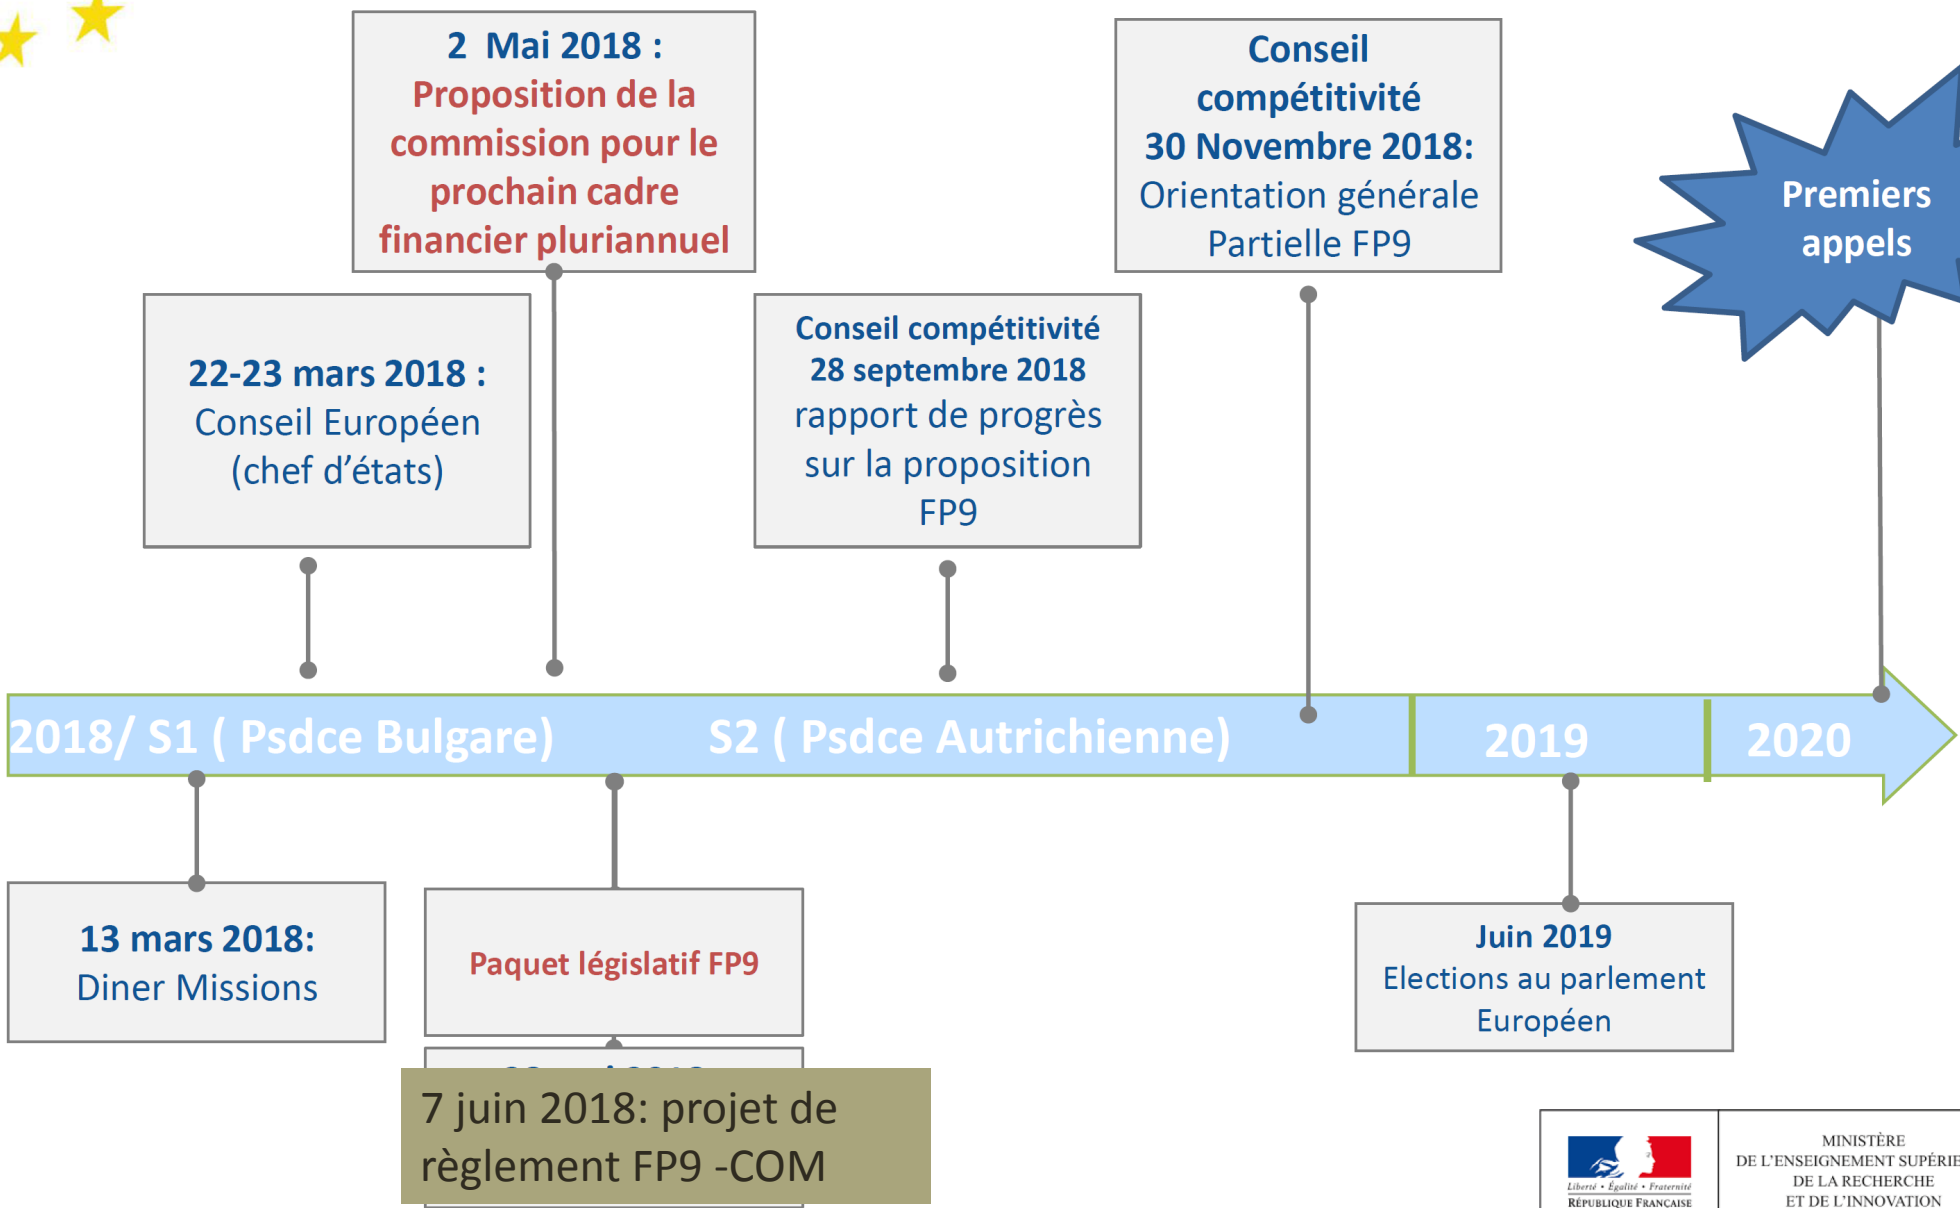 2 Mai 2018 :
Proposition de la
commission pour le
prochain cadre
financier pluriannuel
Conseil
compétitivité
30 Novembre 2018:
Orientation générale
Partielle FP9
Premiers
appels
22-23 mars 2018 :
Conseil Européen
(chef d'états)
Conseil compétitivité
28 septembre 2018
rapport de progrès
sur la proposition
FP9
2018/ S1 ( Psdce Bulgare)
S2 ( Psdce Autrichienne)
2019
2020
13 mars 2018:
Diner Missions
Paquet législatif FP9
Juin 2019
Elections au parlement
Européen
7 juin 2018: projet de
règlement FP9 -COM
Liberté • Égalité • Fraternité
RÉPUBLIQUE FRANÇAISE
MINISTÈRE
DE L'ENSEIGNEMENT SUPÉRIE
DE LA RECHERCHE
ET DE L'INNOVATION